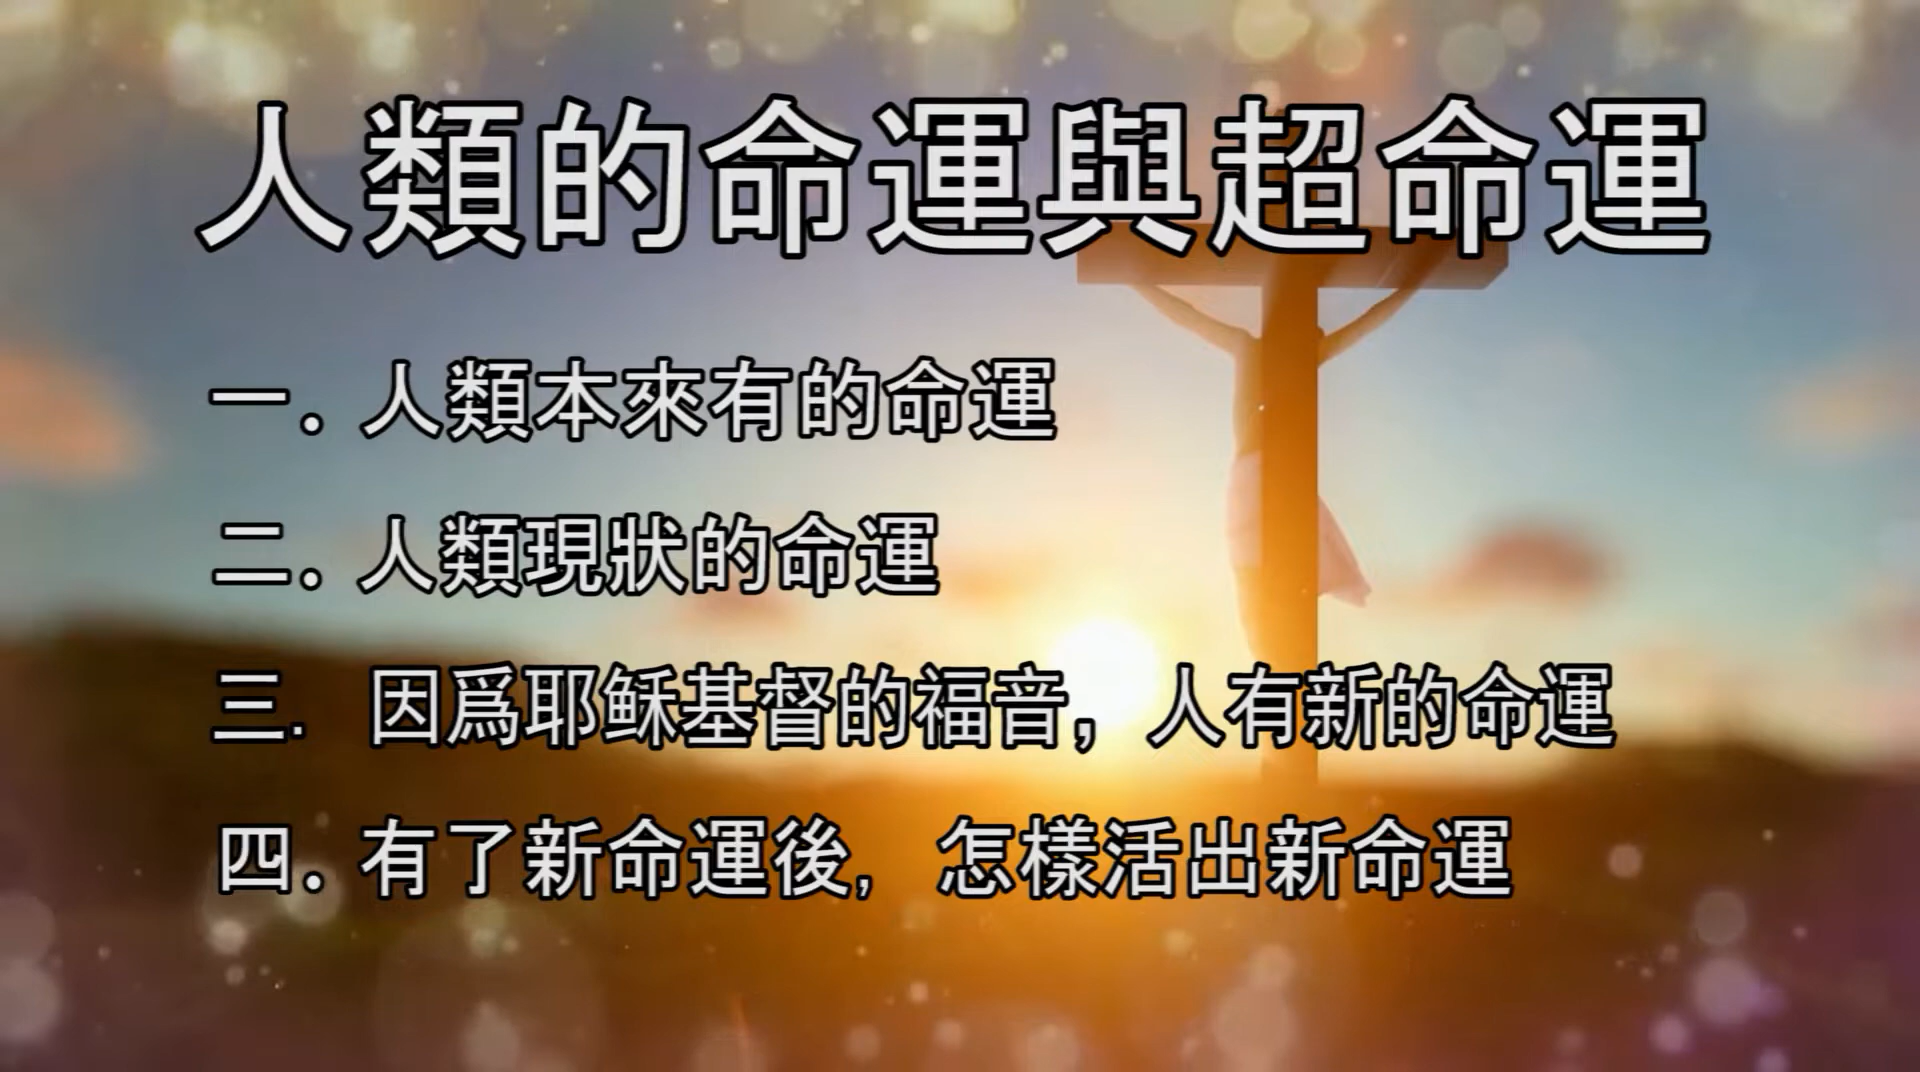 人類的命運與超命運
一. 人類本來有的命運
二. 人類現狀的命運
三. 因爲耶稣基督的福音，人有新的命運
四. 有了新命運後, 怎樣活出新命運